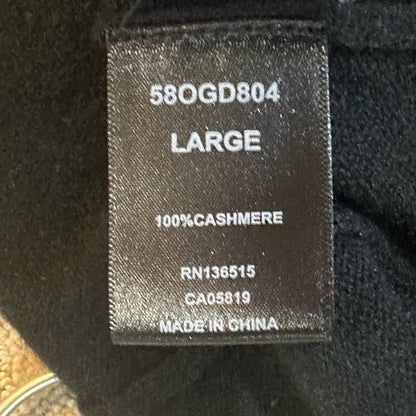 58OGD804
LARGE
100%CASHMERE
RN136515
CA05819
MADE IN CHINA